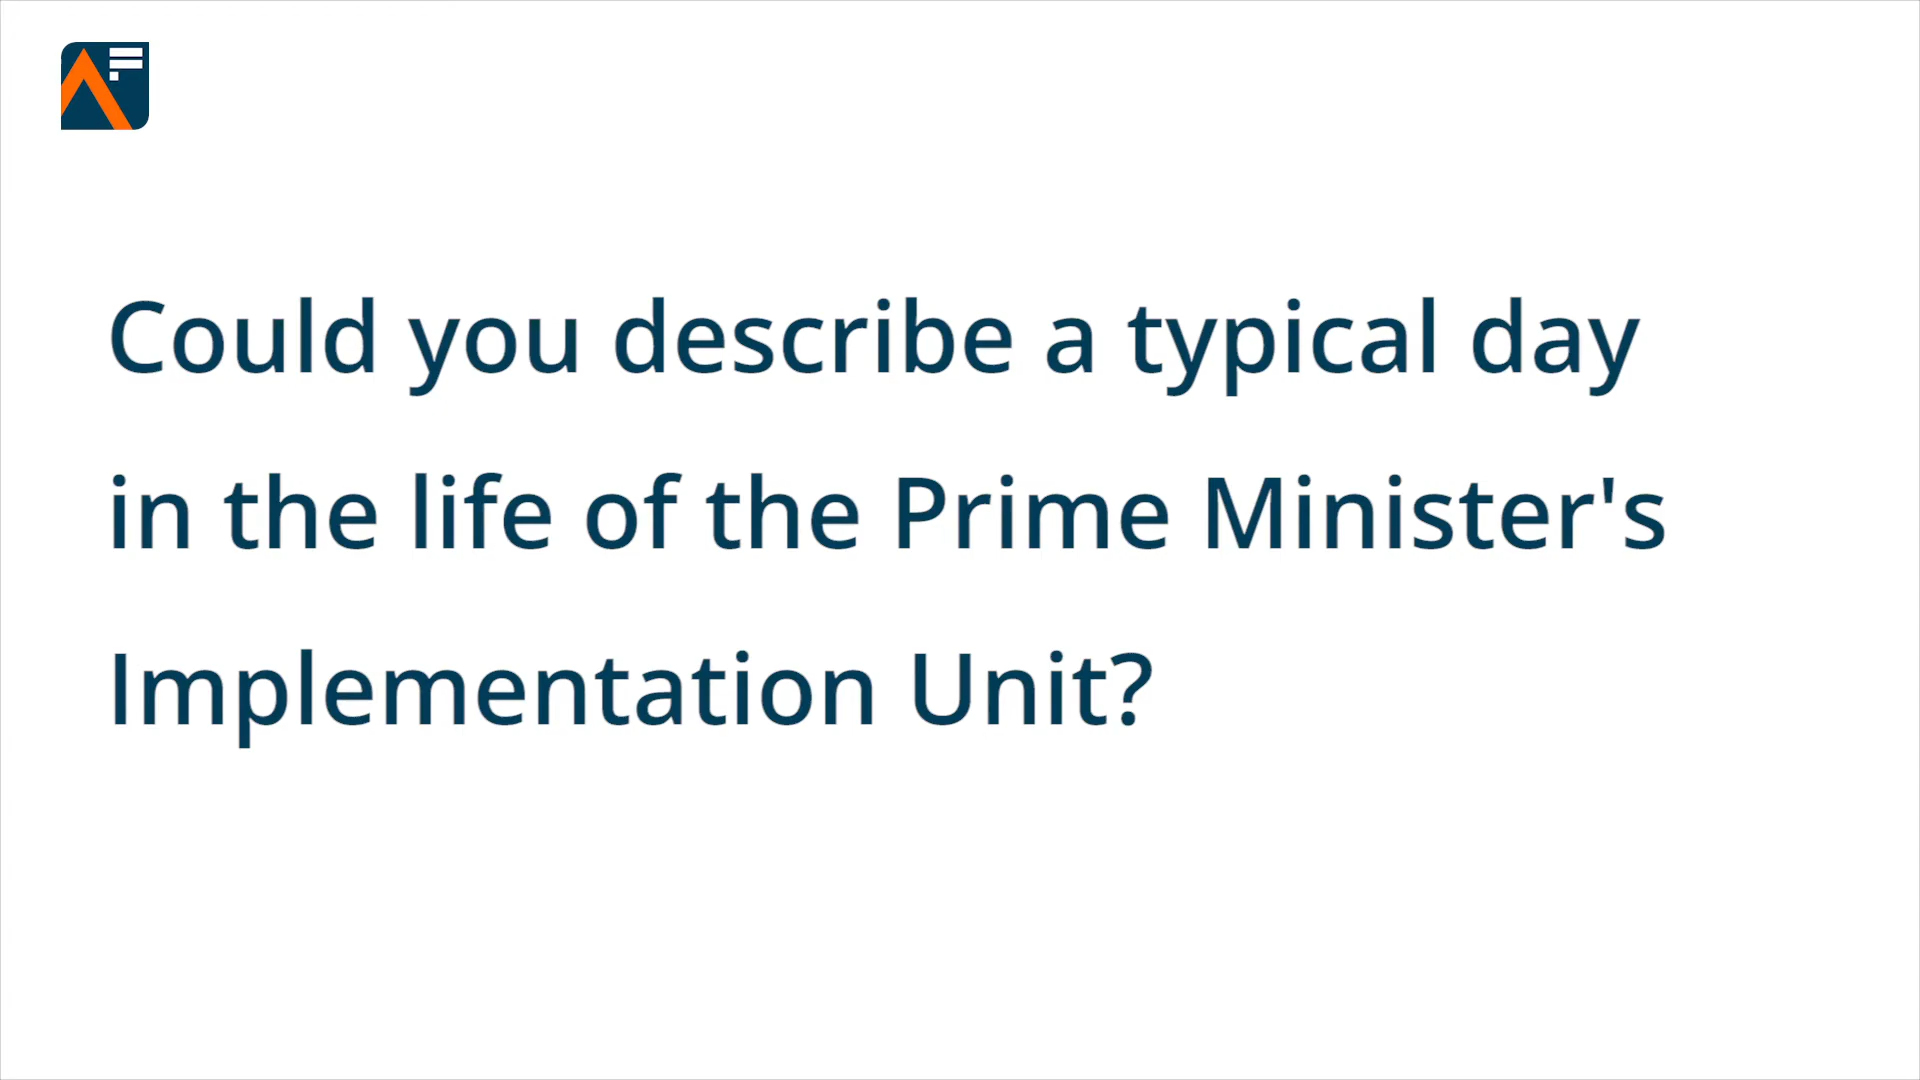 Could you describe a typical day
in the life of the Prime Minister's
Implementation Unit?